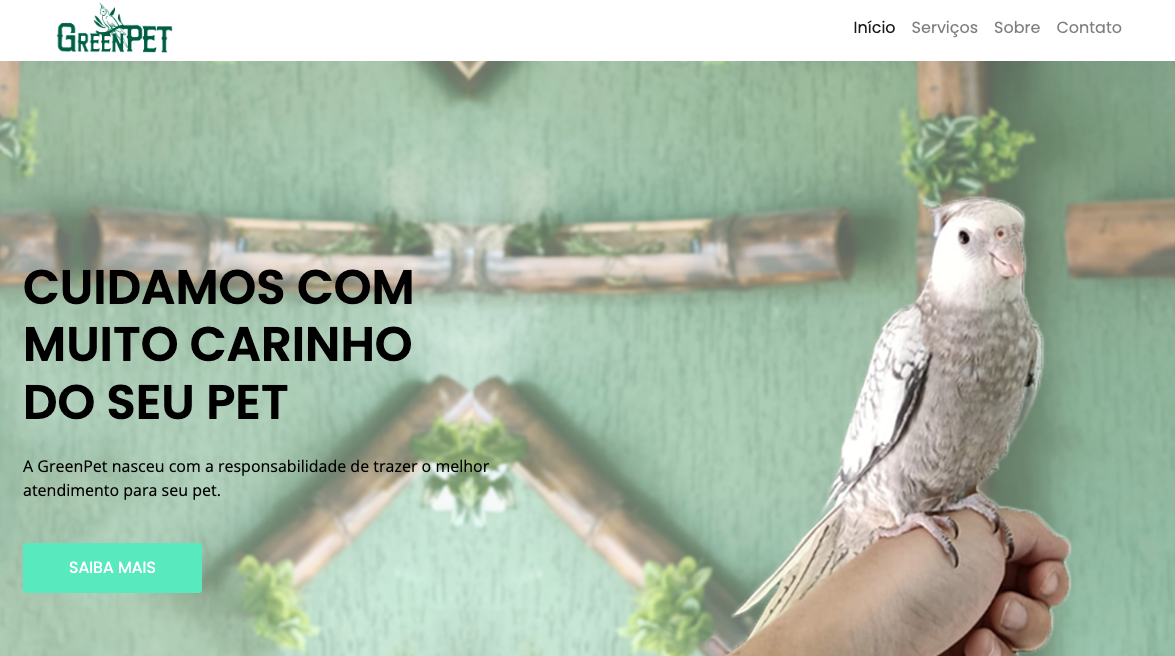 GREENPET
Início Serviços Sobre Contato
CUIDAMOS COM
MUITO CARINHO
DO SEU PET
A GreenPet nasceu com a responsabilidade de trazer o melhor
atendimento para seu pet.
SAIBA MAIS